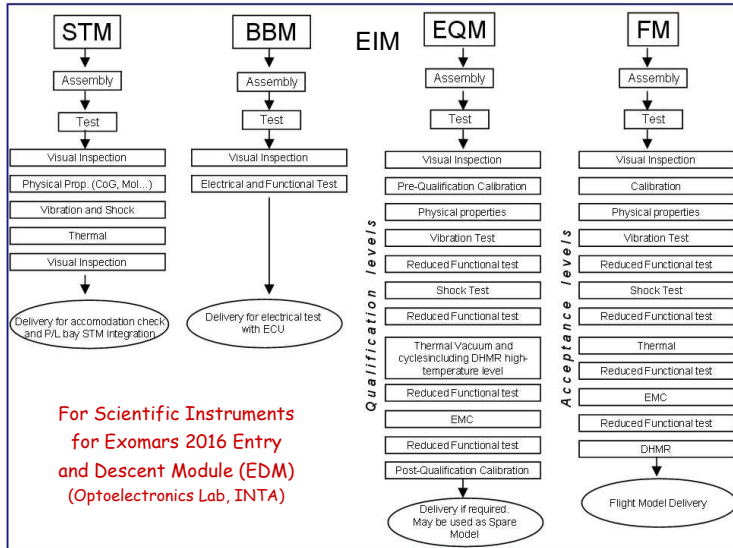 STM
Assembly
Test
Visual Inspection
Physical Prop. (CoG, MoI...)
Vibration and Shock
Thermal
Visual Inspection
Delivery for accomodation check
and P/L bay STM integration
BBM
Assembly
Test
Visual Inspection
Electrical and Functional Test
Delivery for electrical test
with ECU
EIM
EQM
Assembly
Test
Qualification levels
Visual Inspection
Pre-Qualification Calibration
Physical properties
Vibration Test
Reduced Functional test
Shock Test
Reduced Functional test
Thermal Vacuum and
cyclesincluding DHMR high-
temperature level
Reduced Functional test
EMC
Reduced Functional test
Post-Qualification Calibration
Delivery if required.
May be used as Spare
Model
FM
Assembly
Test
Acceptance levels
Visual Inspection
Calibration
Physical properties
Vibration Test
Reduced Functional test
Shock Test
Reduced Functional test
Thermal
Reduced Functional test
EMC
Reduced Functional test
DHMR
Flight Model Delivery
For Scientific Instruments
for Exomars 2016 Entry
and Descent Module (EDM)
(Optoelectronics Lab, INTA)